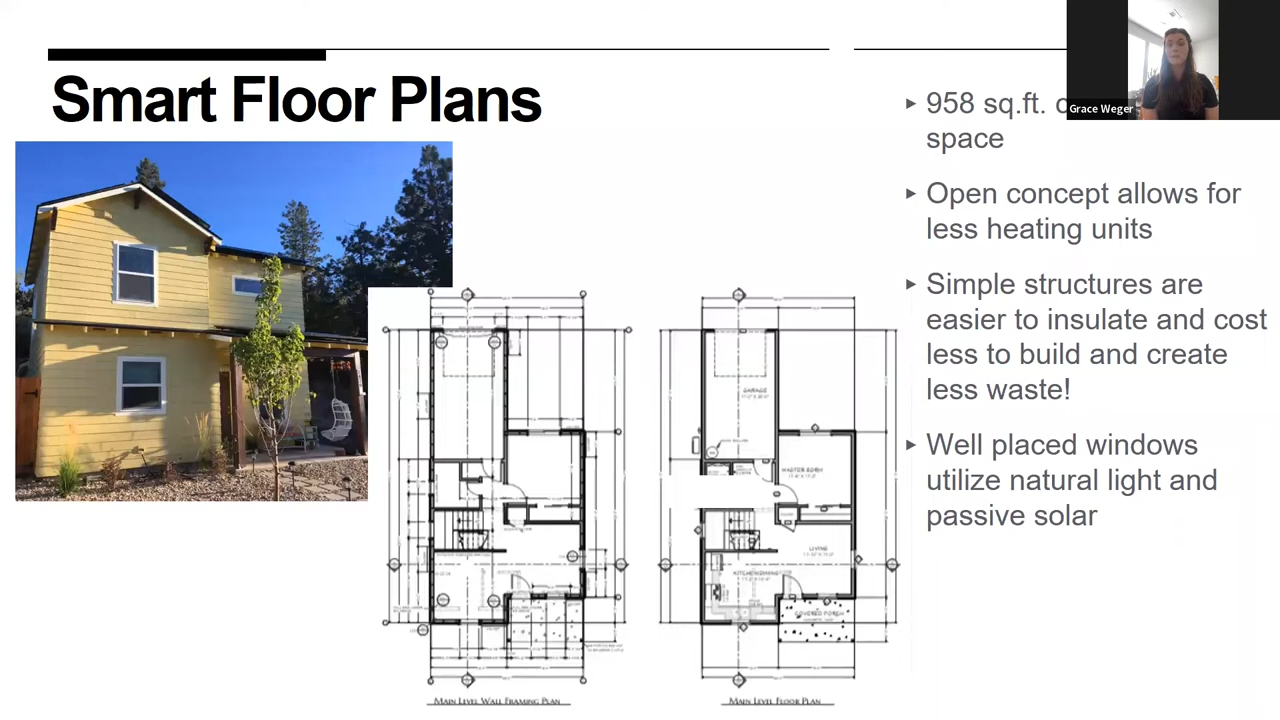 Smart Floor Plans
958 sq.ft.
space
Open concept allows for
less heating units
Simple structures are
easier to insulate and cost
less to build and create
less waste!
Well placed windows
utilize natural light and
passive solar
Grace Weger
GARAGE
MASTER BDRM
LIVING
KITCHEN/DINING
COVERED PORCH
MAIN LEVEL WALL FRAMING PLAN
MAIN LEVEL FLOOR PLAN